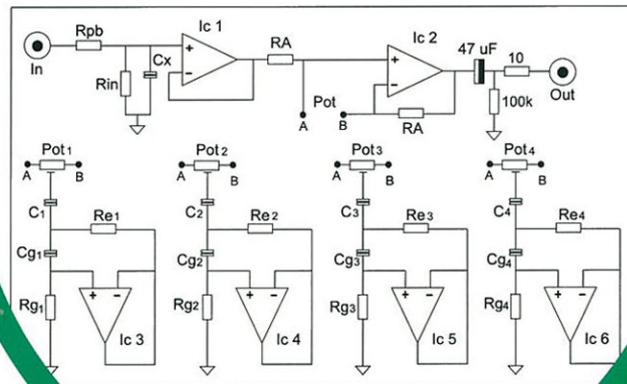 Rpb
Ic 1
RA
Ic 2
47 uF
10
In
Rin
Cx
Pot
A
B
RA
100k
Out
Pot1
Pot2
Pot3
Pot4
A B A B A B A B
C1 Re1 C2 Re2 C3 Re3 C4 Re4
Cg1 Cg2 Cg3 Cg4
Rg1 Rg2 Rg3 Rg4
+ - + - + - + -
Ic 3 Ic 4 Ic 5 Ic 6